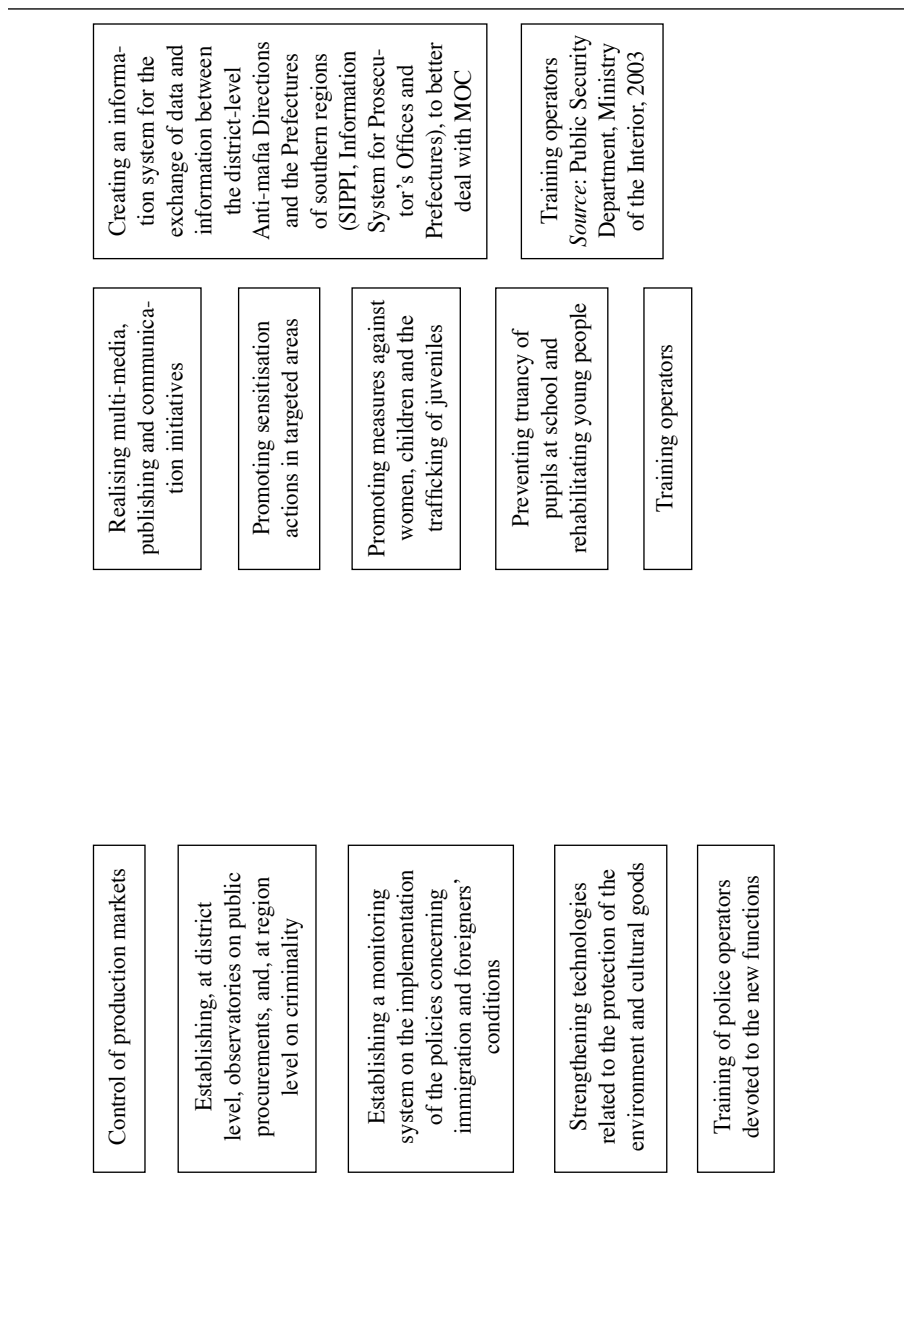 Control of production markets
Establishing, at district
level, observatories on public
procurements, and, at region
level on criminality
Establishing a monitoring
system on the implementation
of the policies concerning
immigration and foreigners’
conditions
Strengthening technologies
related to the protection of the
environment and cultural goods
Training of police operators
devoted to the new functions
Realising multi-media,
publishing and communica-
tion initiatives
Promoting sensitisation
actions in targeted areas
Promoting measures against
women, children and the
trafficking of juveniles
Preventing truancy of
pupils at school and
rehabilitating young people
Training operators
Creating an informa-
tion system for the
exchange of data and
information between
the district-level
Anti-mafia Directions
and the Prefectures
of southern regions
(SIPPI, Information
System for Prosecu-
tor’s Offices and
Prefectures), to better
deal with MOC
Training operators
Source: Public Security
Department, Ministry
of the Interior, 2003